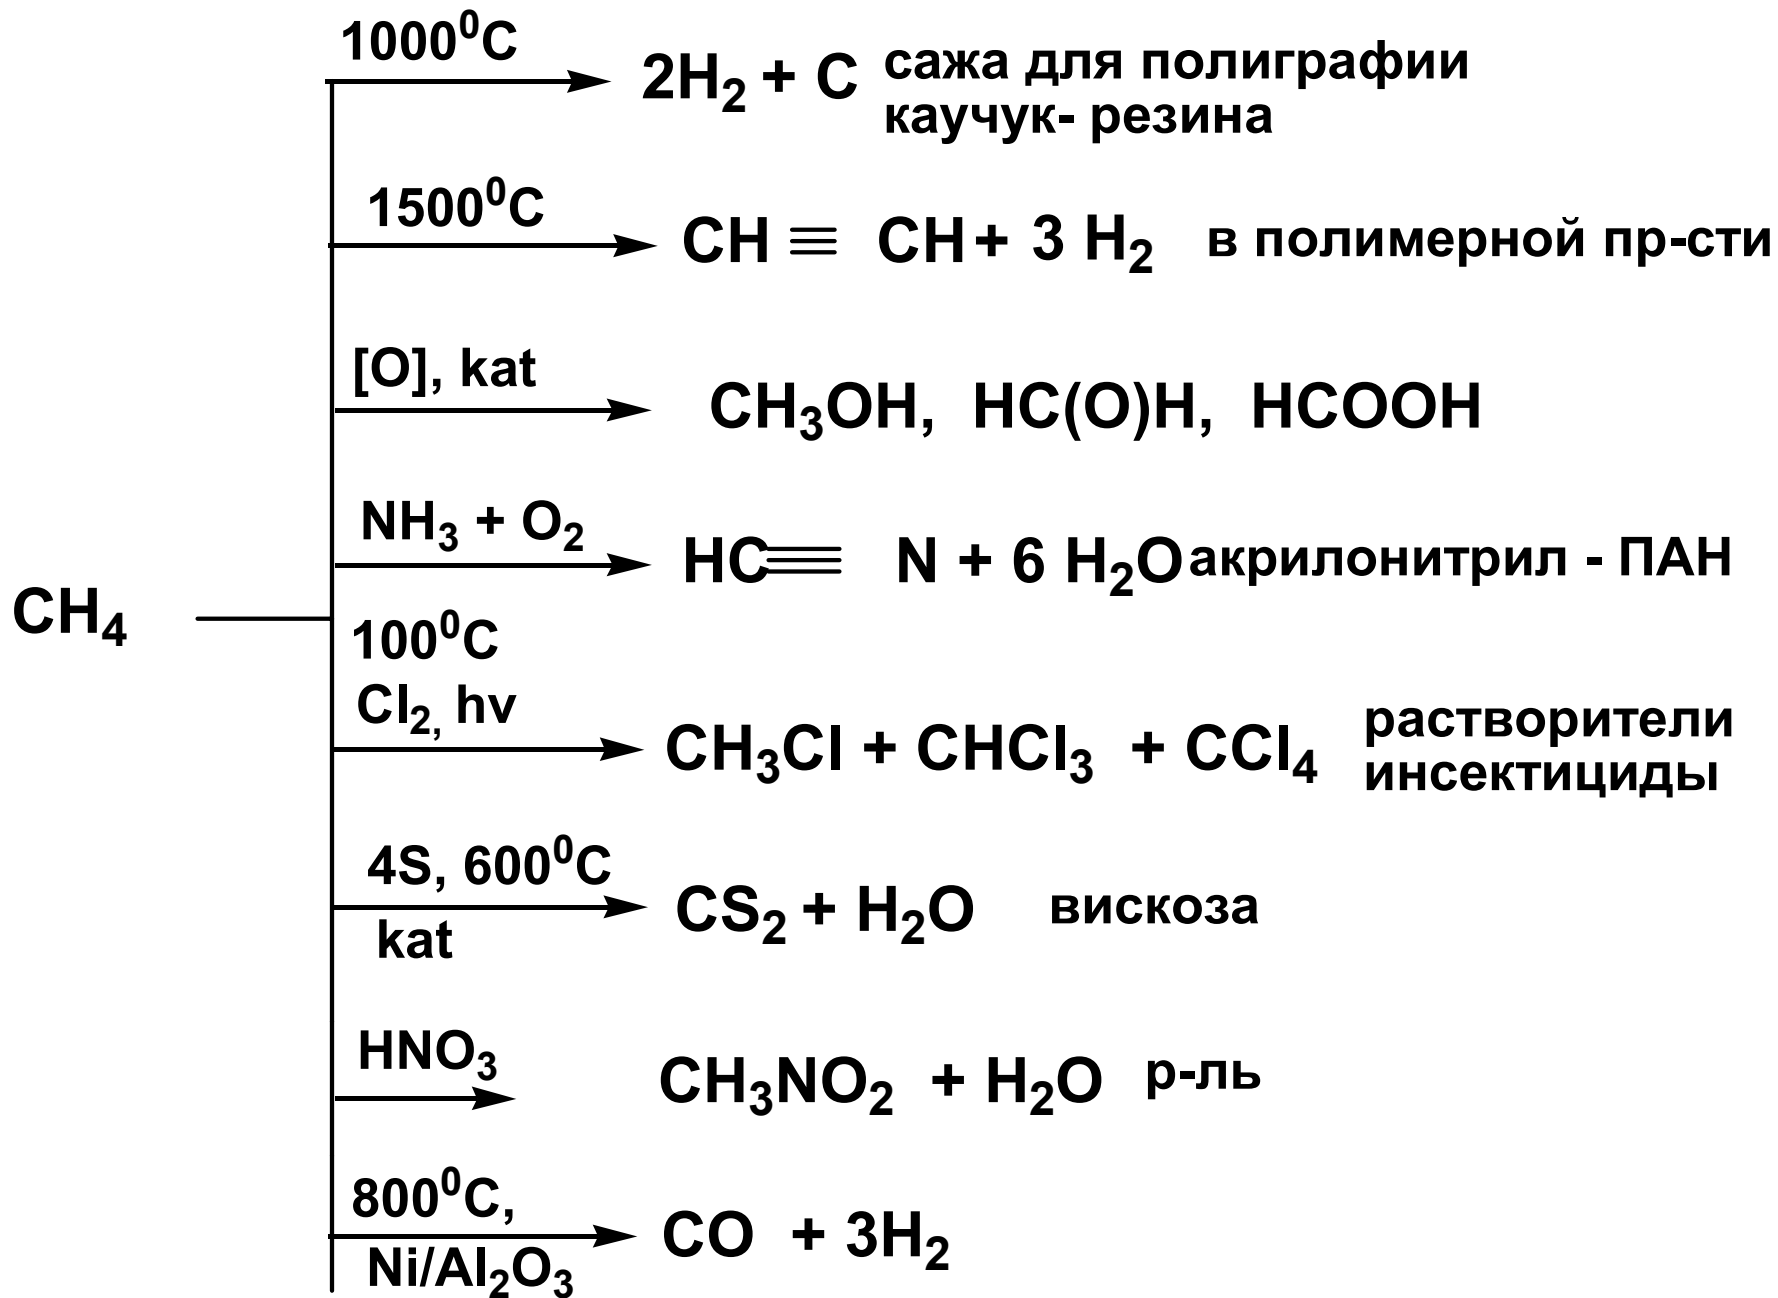 1000⁰C
2H₂ + C сажа для полиграфии
каучук- резина
1500⁰C
CH ≡ CH + 3 H₂ в полимерной пр-сти
[O], kat
CH₃OH, HC(O)H, HCOOH
NH₃ + O₂
HC≡ N + 6 H₂O акрилонитрил - ПАН
CH₄
100⁰C
Cl₂, hv
CH₃Cl + CHCl₃ + CCl₄ растворители
инсектициды
4S, 600⁰C
kat
CS₂ + H₂O вискоза
HNO₃
CH₃NO₂ + H₂O р-ль
800⁰C,
Ni/Al₂O₃
CO + 3H₂